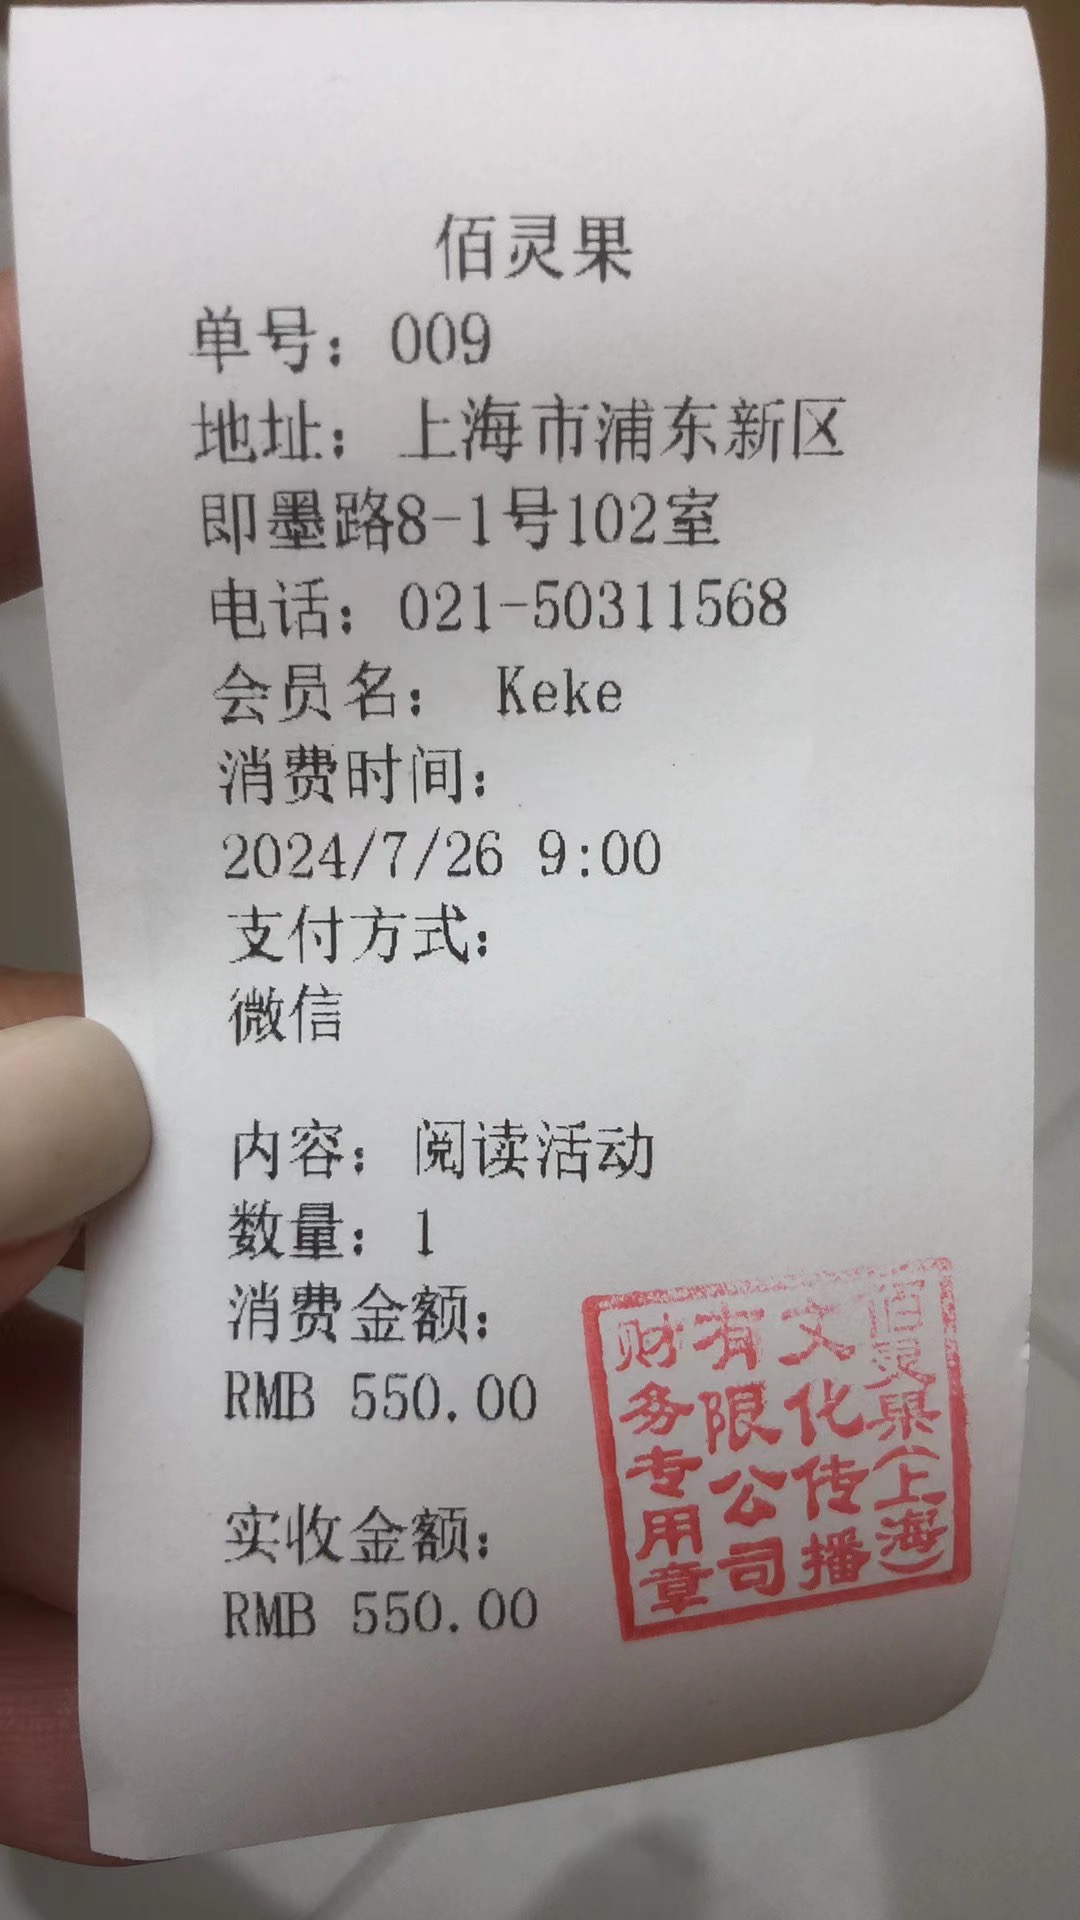 佰灵果
单号：009
地址：上海市浦东新区
即墨路8-1号102室
电话：021-50311568
会员名： Keke
消费时间：
2024/7/26 9:00
支付方式：
微信
内容：阅读活动
数量：1
消费金额：
RMB 550.00
实收金额：
RMB 550.00
佰灵果(上海)
文化传播
有限公司
财务专用章